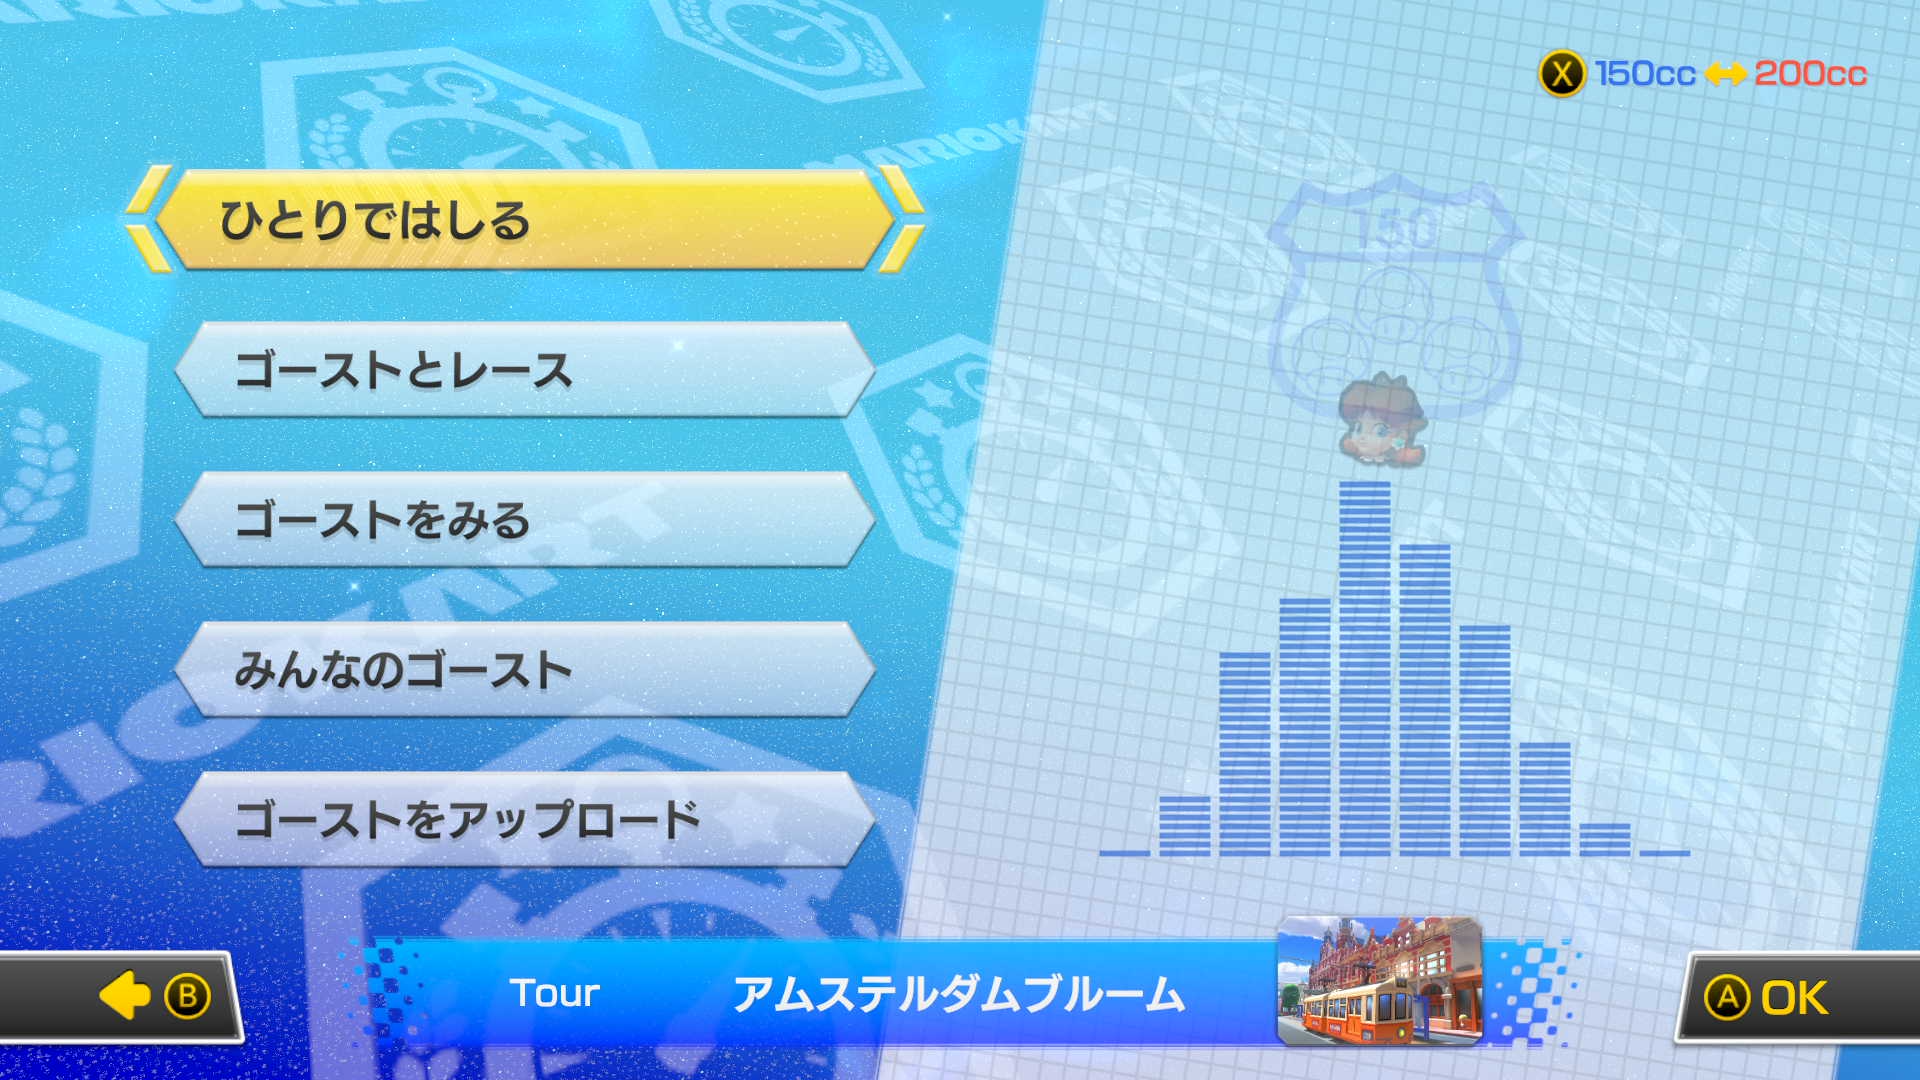 X 150cc ↔ 200cc
150
ひとりではしる
ゴーストとレース
ゴーストをみる
みんなのゴースト
ゴーストをアップロード
B
Tour アムステルダムブルーム
A OK